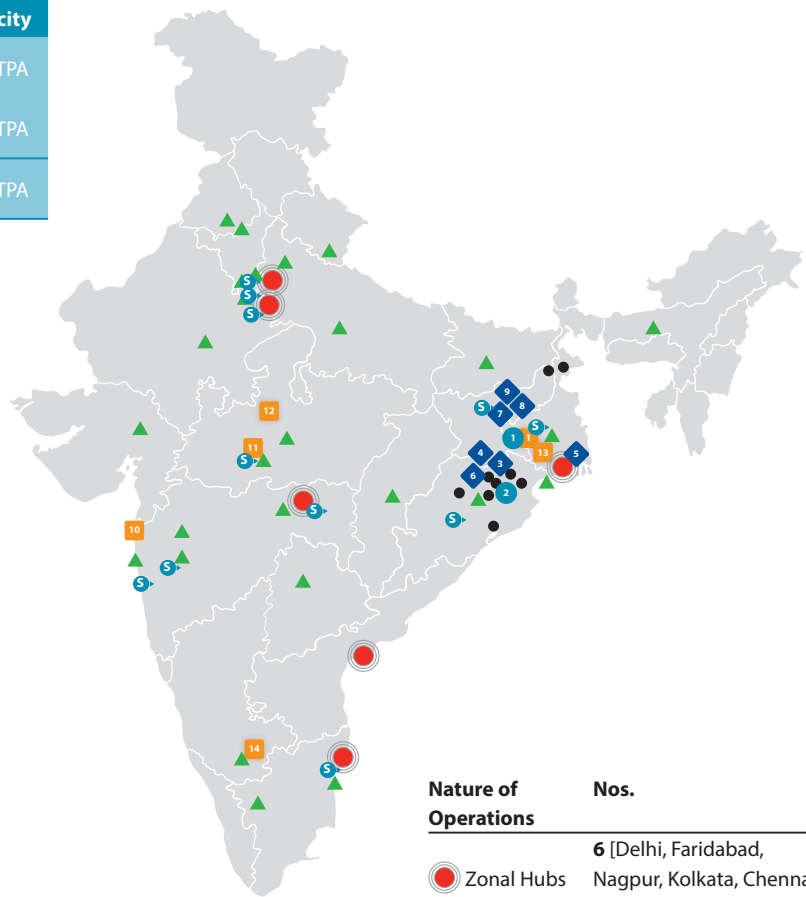 city
TPA
TPA
TPA
S
S
S
12
11
S
10
S
S
S
9
8
S
7
S
1
1
13
5
4
3
6
2
S
14
S
Nature of Operations
Nos.
Zonal Hubs
6 [Delhi, Faridabad,
Nagpur, Kolkata, Chenna